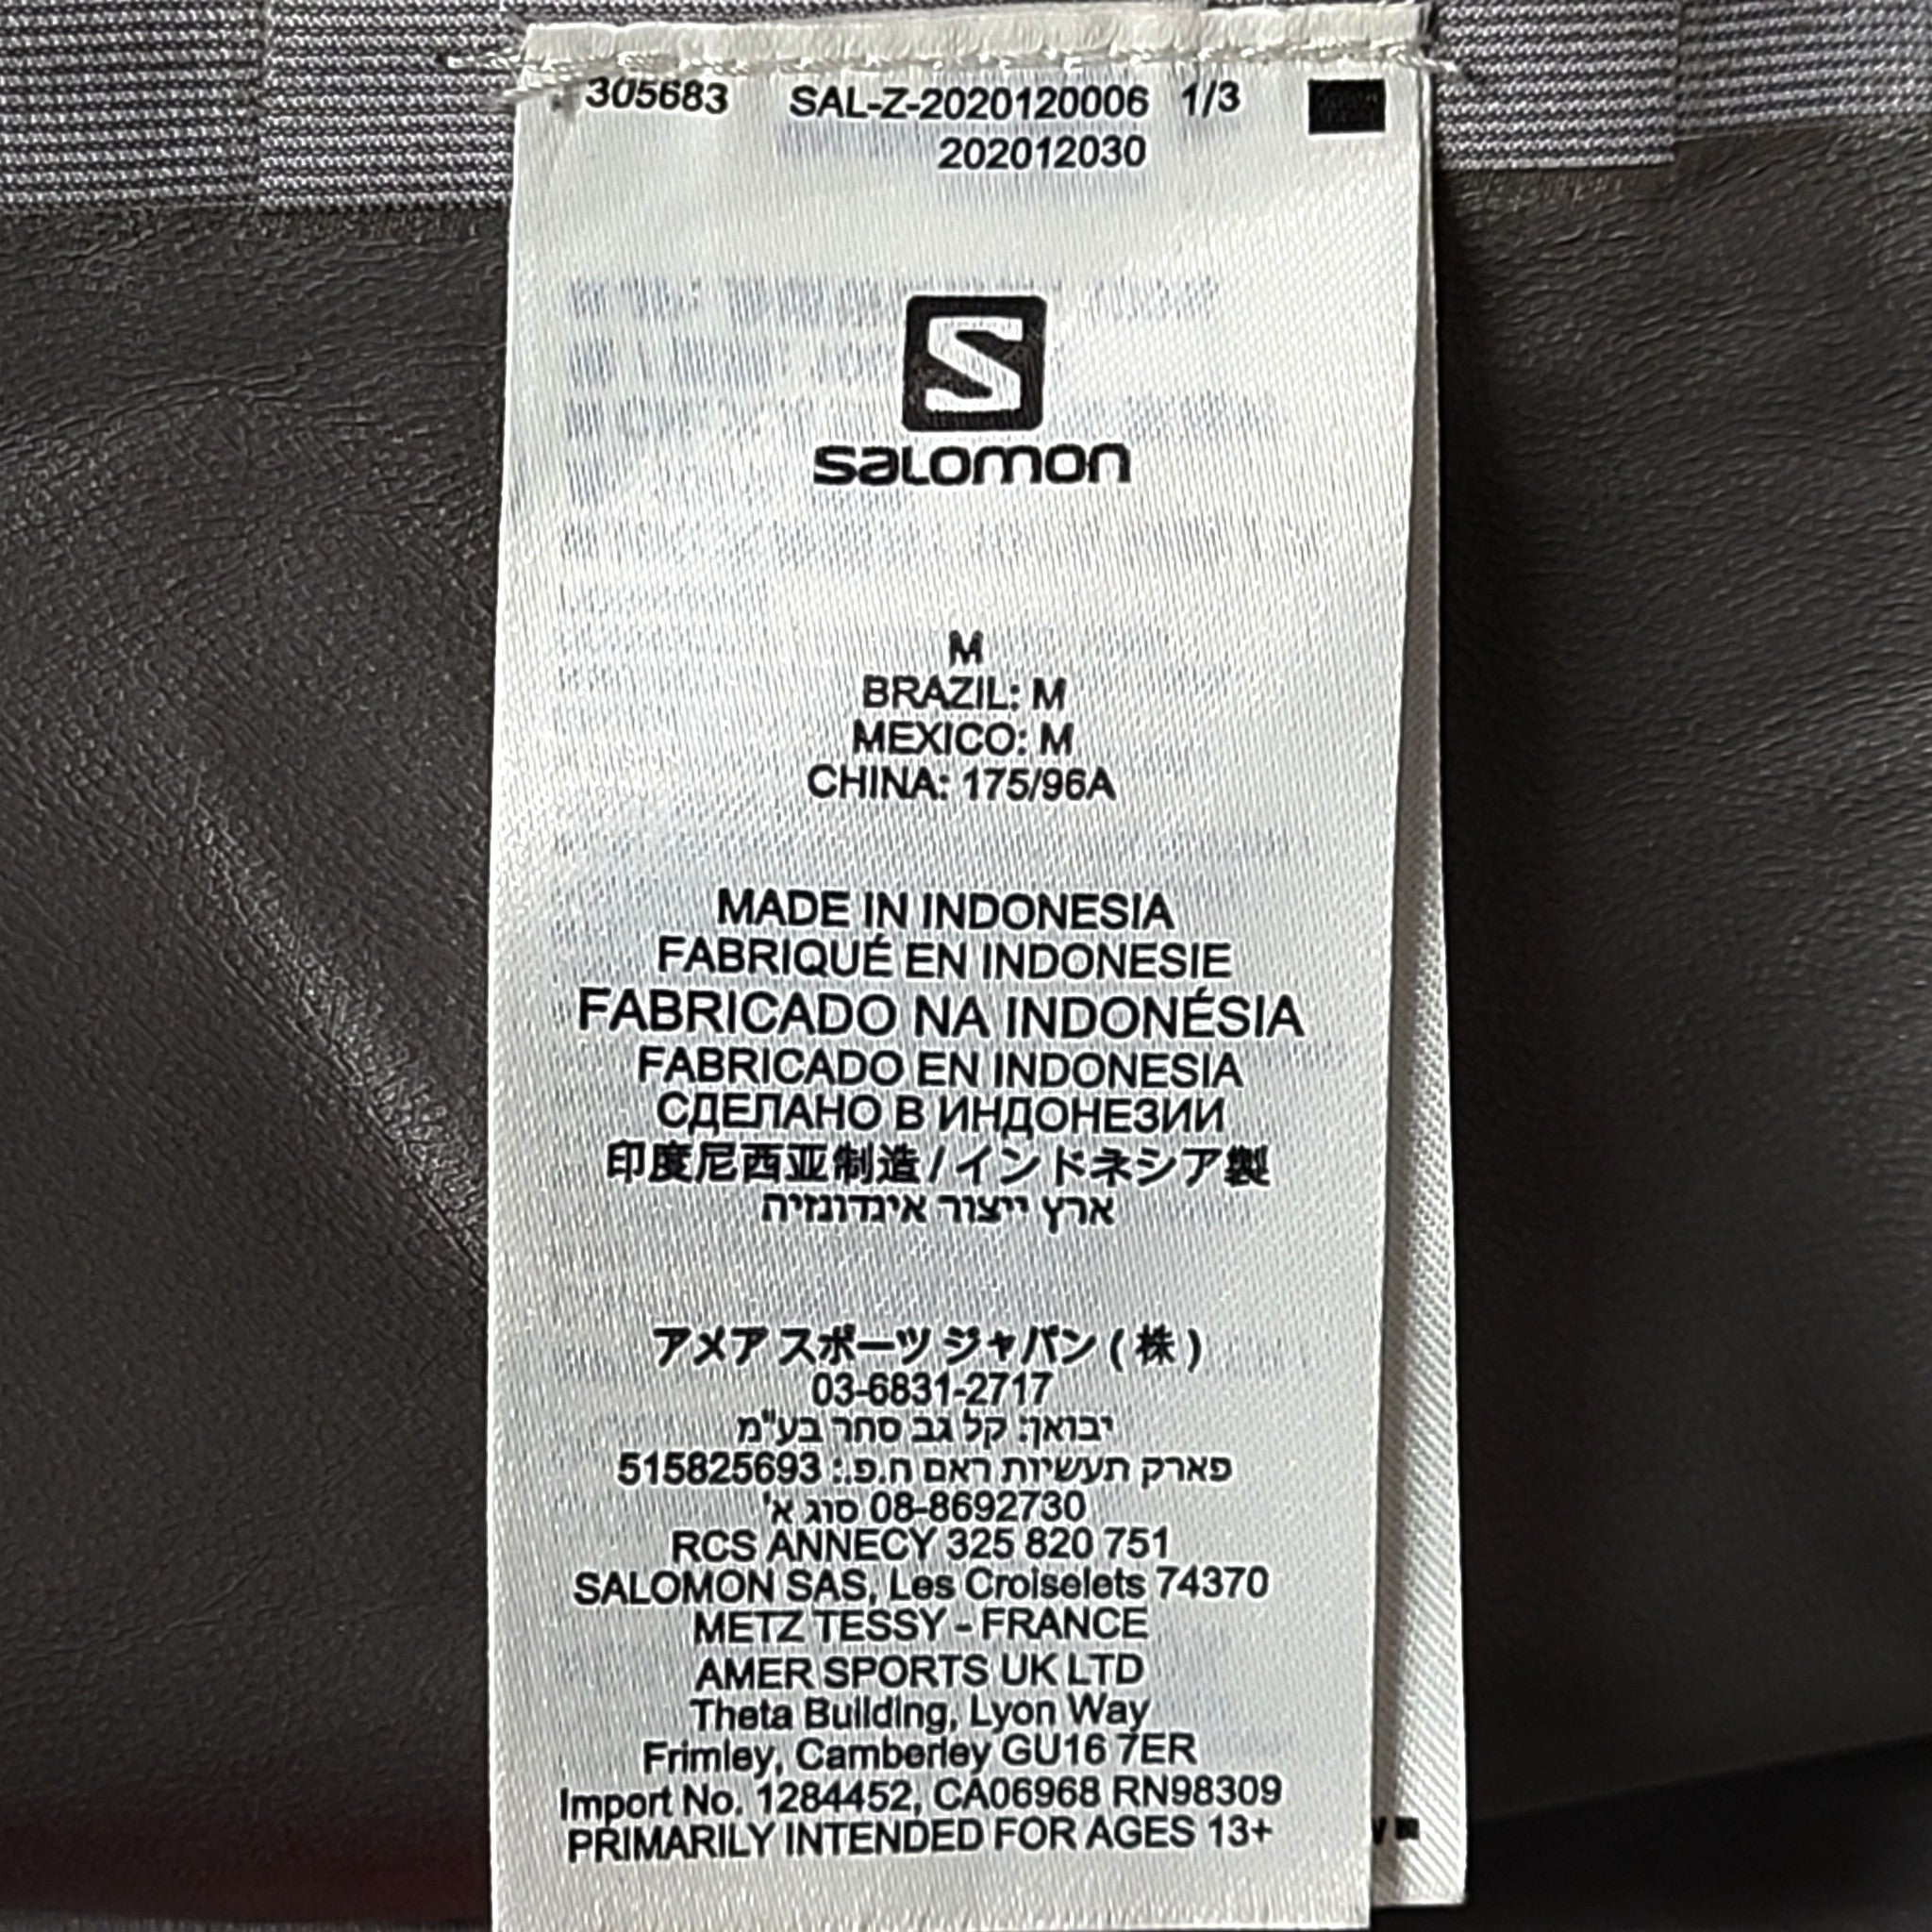 305683 SAL-Z-2020120006 1/3
202012030
S
salomon
M
BRAZIL: M
MEXICO: M
CHINA: 175/96A
MADE IN INDONESIA
FABRIQUÉ EN INDONESIE
FABRICADO NA INDONÉSIA
FABRICADO EN INDONESIA
СДЕЛАНО В ИНДОНЕЗИИ
印度尼西亚制造/インドネシア製
ארץ ייצור אינדונזיה
アメア スポーツ ジャパン (株)
03-6831-2717
יבואן: קל גב סחר בע"מ
פארק תעשיות ראם ח.פ.: 515825693
08-8692730 סוג א'
RCS ANNECY 325 820 751
SALOMON SAS, Les Croiselets 74370
METZ TESSY - FRANCE
AMER SPORTS UK LTD
Theta Building, Lyon Way
Frimley, Camberley GU16 7ER
Import No. 1284452, CA06968 RN98309
PRIMARILY INTENDED FOR AGES 13+